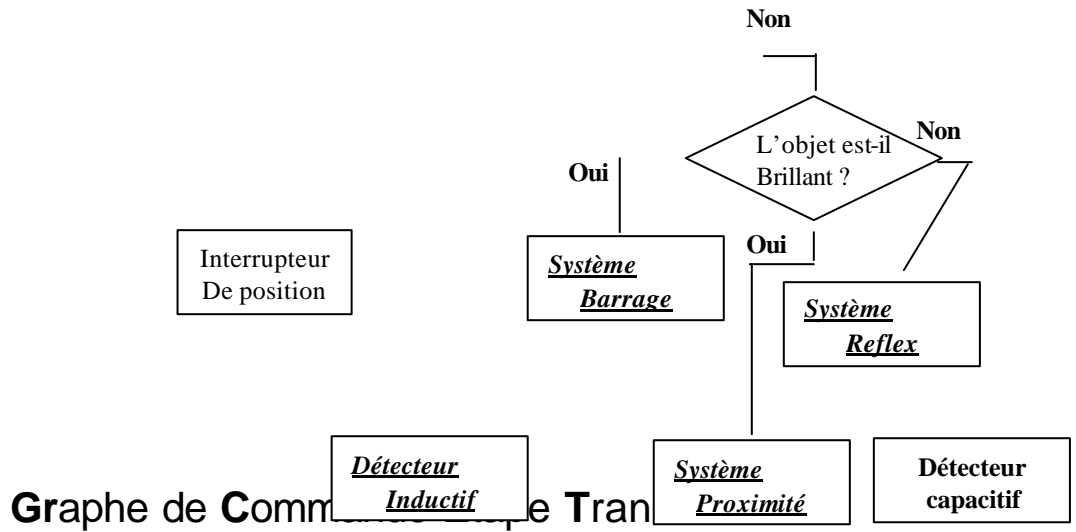 Non
L'objet est-il
Brillant ?
Non
Oui
Oui
Interrupteur
De position
Système
Barrage
Système
Reflex
Détecteur
Inductif
Système
Proximité
Détecteur
capacitif
Graphe de Comm Tran